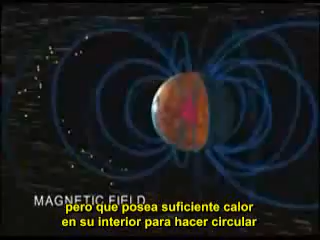 MAGNETIC FIELD
pero que posea suficiente calor
en su interior para hacer circular